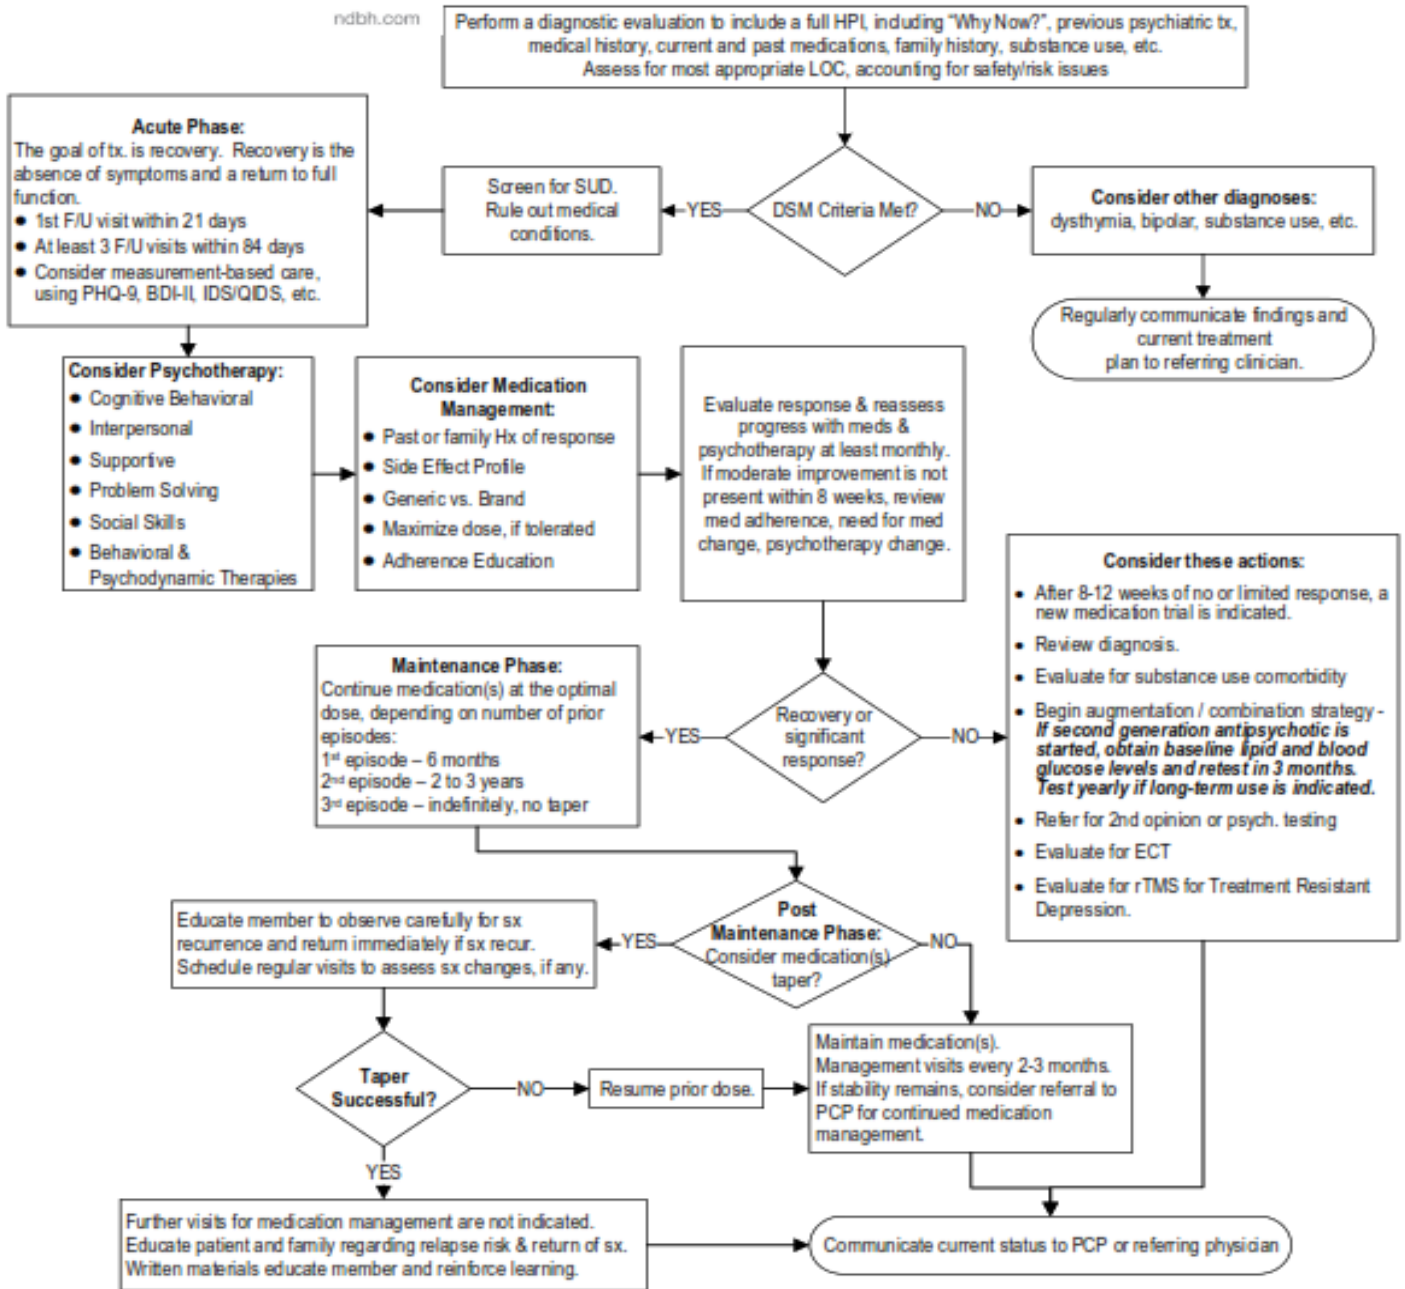 ndbh.com
Perform a diagnostic evaluation to include a full HPI, including “Why Now?”, previous psychiatric tx,
medical history, current and past medications, family history, substance use, etc.
Assess for most appropriate LOC, accounting for safety/risk issues
Acute Phase:
The goal of tx. is recovery. Recovery is the
absence of symptoms and a return to full
function.
● 1st F/U visit within 21 days
● At least 3 F/U visits within 84 days
● Consider measurement-based care,
using PHQ-9, BDI-II, IDS/QIDS, etc.
Screen for SUD.
Rule out medical
conditions.
YES
DSM Criteria Met?
NO
Consider other diagnoses:
dysthymia, bipolar, substance use, etc.
Regularly communicate findings and
current treatment
plan to referring clinician.
Consider Psychotherapy:
● Cognitive Behavioral
● Interpersonal
● Supportive
● Problem Solving
● Social Skills
● Behavioral &
Psychodynamic Therapies
Consider Medication
Management:
● Past or family Hx of response
● Side Effect Profile
● Generic vs. Brand
● Maximize dose, if tolerated
● Adherence Education
Evaluate response & reassess
progress with meds &
psychotherapy at least monthly.
If moderate improvement is not
present within 8 weeks, review
med adherence, need for med
change, psychotherapy change.
Consider these actions:
● After 8-12 weeks of no or limited response, a
new medication trial is indicated.
● Review diagnosis.
● Evaluate for substance use comorbidity
● Begin augmentation / combination strategy -
If second generation antipsychotic is
started, obtain baseline lipid and blood
glucose levels and retest in 3 months.
Test yearly if long-term use is indicated.
● Refer for 2nd opinion or psych. testing
● Evaluate for ECT
● Evaluate for rTMS for Treatment Resistant
Depression.
Maintenance Phase:
Continue medication(s) at the optimal
dose, depending on number of prior
episodes:
1st episode – 6 months
2nd episode – 2 to 3 years
3rd episode – indefinitely, no taper
YES
Recovery or
significant
response?
NO
Educate member to observe carefully for sx
recurrence and return immediately if sx recur.
Schedule regular visits to assess sx changes, if any.
YES
Post
Maintenance Phase:
Consider medication(s)
taper?
NO
Taper
Successful?
NO
Resume prior dose.
Maintain medication(s).
Management visits every 2-3 months.
If stability remains, consider referral to
PCP for continued medication
management.
YES
Further visits for medication management are not indicated.
Educate patient and family regarding relapse risk & return of sx.
Written materials educate member and reinforce learning.
Communicate current status to PCP or referring physician